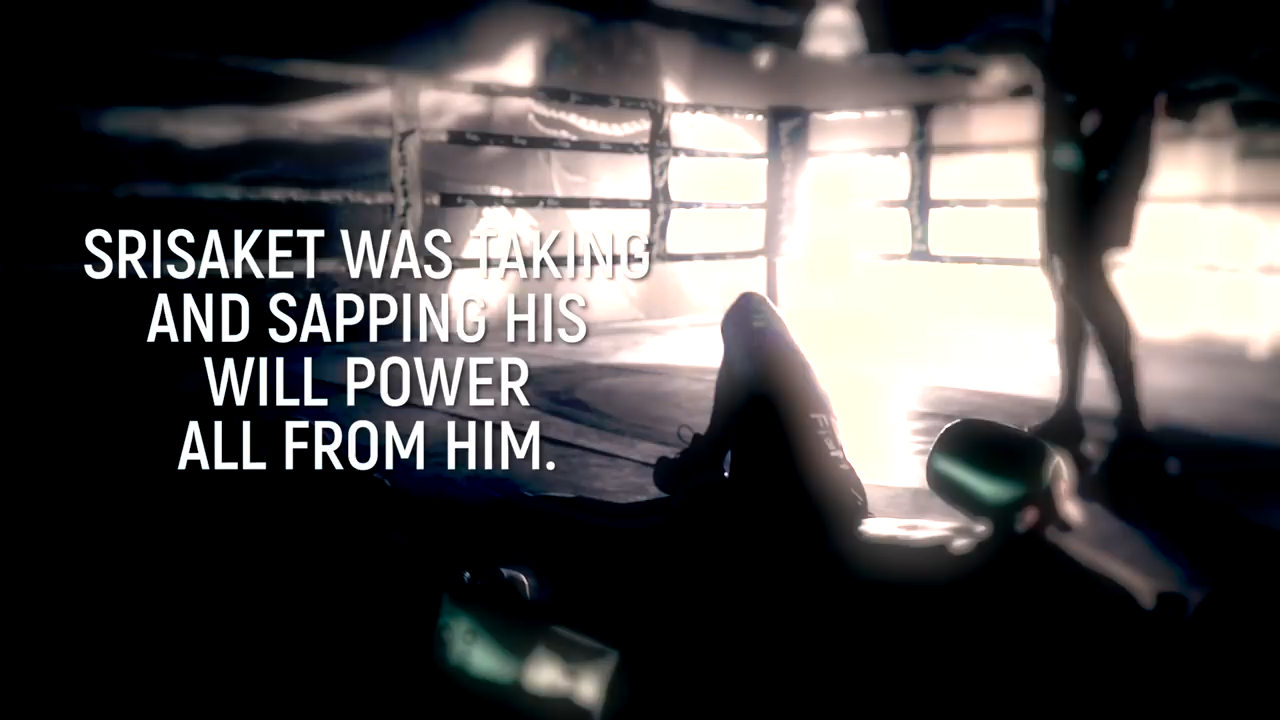 SRISAKET WAS TAKING
AND SAPPING HIS
WILL POWER
ALL FROM HIM.